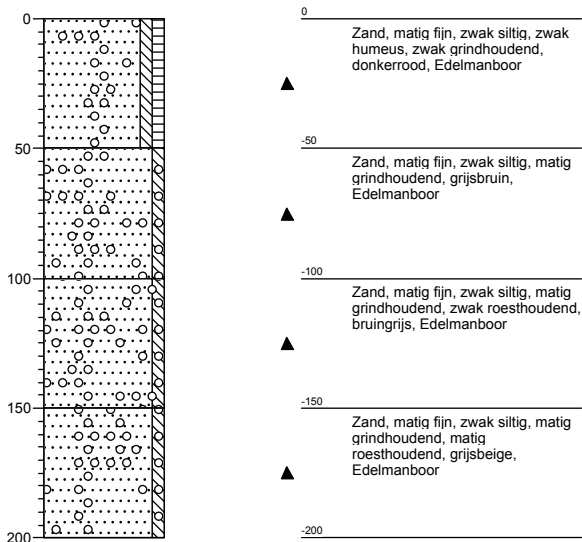 0
0
Zand, matig fijn, zwak siltig, zwak
humeus, zwak grindhoudend,
donkerrood, Edelmanboor
50
-50
Zand, matig fijn, zwak siltig, matig
grindhoudend, grijsbruin,
Edelmanboor
100
-100
Zand, matig fijn, zwak siltig, matig
grindhoudend, zwak roesthoudend,
bruingrijs, Edelmanboor
150
-150
Zand, matig fijn, zwak siltig, matig
grindhoudend, matig
roesthoudend, grijsbeige,
Edelmanboor
200
-200